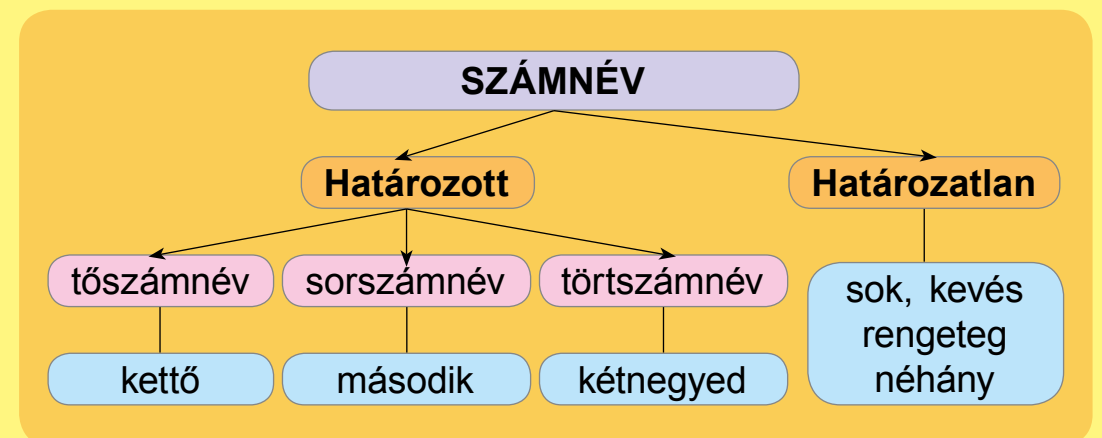 SZÁMNÉV
Határozott
Határozatlan
tőszámnév
sorszámnév
törtszámnév
kettő
második
kétnegyed
sok, kevés
rengeteg
néhány